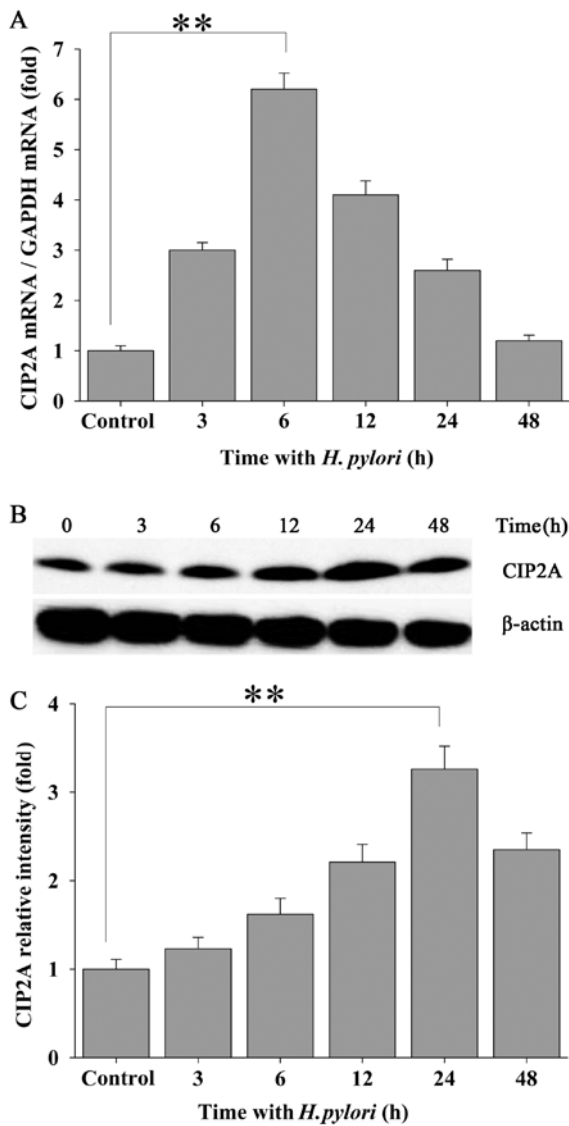 A
**
CIP2A mRNA / GAPDH mRNA (fold)
7
6
5
4
3
2
1
0
Control 3 6 12 24 48
Time with H. pylori (h)
B
0 3 6 12 24 48 Time(h)
CIP2A
β-actin
C
**
CIP2A relative intensity (fold)
4
3
2
1
0
Control 3 6 12 24 48
Time with H.pylori (h)